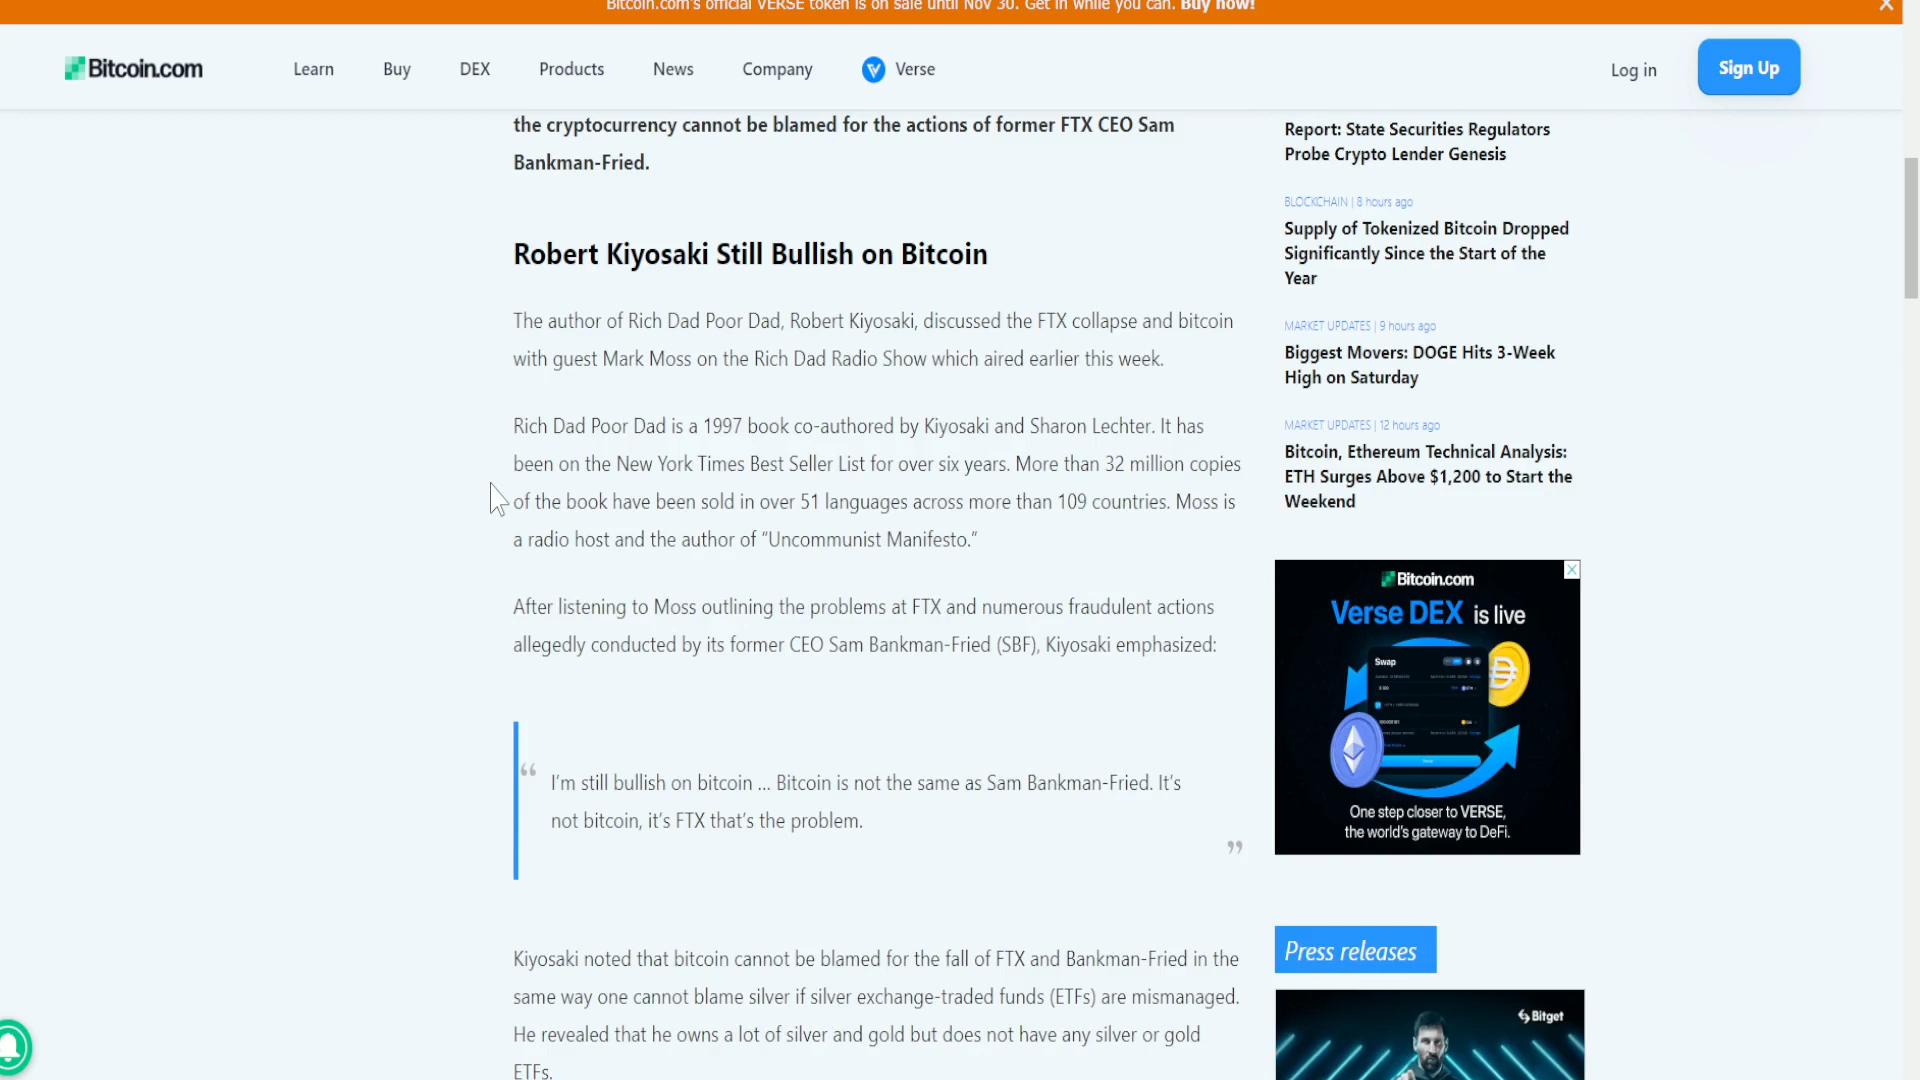 Bitcoin.com's official VERSE token is on sale until Nov 30. Get in while you can. Buy now!
Bitcoin.com
Learn
Buy
DEX
Products
News
Company
Verse
Log in
Sign Up
the cryptocurrency cannot be blamed for the actions of former FTX CEO Sam
Bankman-Fried.
Robert Kiyosaki Still Bullish on Bitcoin
The author of Rich Dad Poor Dad, Robert Kiyosaki, discussed the FTX collapse and bitcoin
with guest Mark Moss on the Rich Dad Radio Show which aired earlier this week.
Rich Dad Poor Dad is a 1997 book co-authored by Kiyosaki and Sharon Lechter. It has
been on the New York Times Best Seller List for over six years. More than 32 million copies
of the book have been sold in over 51 languages across more than 109 countries. Moss is
a radio host and the author of “Uncommunist Manifesto.”
After listening to Moss outlining the problems at FTX and numerous fraudulent actions
allegedly conducted by its former CEO Sam Bankman-Fried (SBF), Kiyosaki emphasized:
“
I’m still bullish on bitcoin … Bitcoin is not the same as Sam Bankman-Fried. It’s
not bitcoin, it’s FTX that’s the problem.
”
Kiyosaki noted that bitcoin cannot be blamed for the fall of FTX and Bankman-Fried in the
same way one cannot blame silver if silver exchange-traded funds (ETFs) are mismanaged.
He revealed that he owns a lot of silver and gold but does not have any silver or gold
ETFs.
Report: State Securities Regulators
Probe Crypto Lender Genesis
BLOCKCHAIN | 8 hours ago
Supply of Tokenized Bitcoin Dropped
Significantly Since the Start of the
Year
MARKET UPDATES | 9 hours ago
Biggest Movers: DOGE Hits 3-Week
High on Saturday
MARKET UPDATES | 12 hours ago
Bitcoin, Ethereum Technical Analysis:
ETH Surges Above $1,200 to Start the
Weekend
Bitcoin.com
Verse DEX is live
Swap
One step closer to VERSE,
the world's gateway to DeFi.
Press releases
Bitget